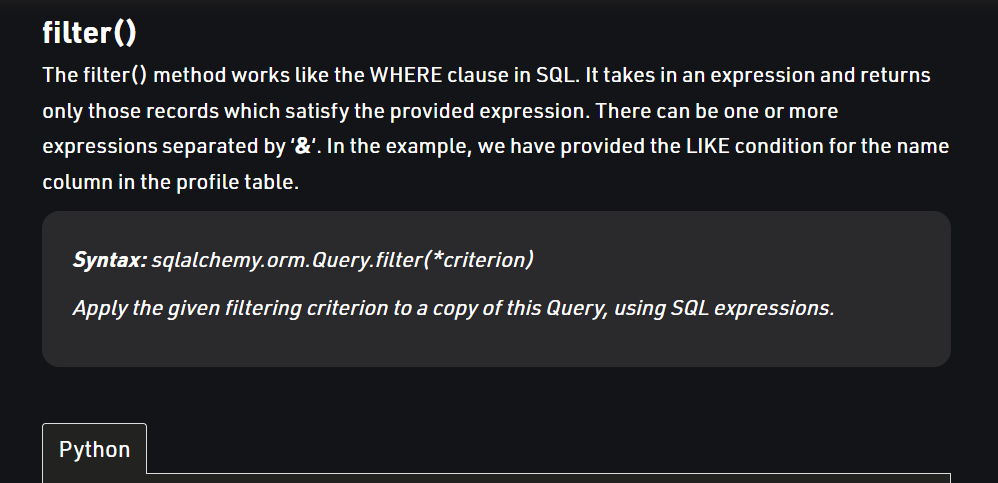 filter()
The filter() method works like the WHERE clause in SQL. It takes in an expression and returns
only those records which satisfy the provided expression. There can be one or more
expressions separated by ‘&‘. In the example, we have provided the LIKE condition for the name
column in the profile table.
Syntax: sqlalchemy.orm.Query.filter(*criterion)
Apply the given filtering criterion to a copy of this Query, using SQL expressions.
Python